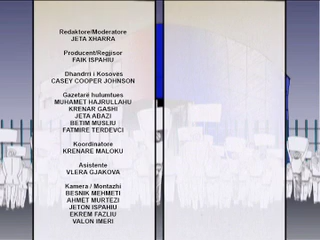 Redaktore/Moderatore
JETA XHARRA
Producent/Regjisor
FAIK ISPAHIU
Dhandrri i Kosovës
CASEY COOPER JOHNSON
Gazetarë hulumtues
MUHAMET HAJRULLAHU
KRENAR GASHI
JETA ABAZI
BETIM MUSLIU
FATMIRE TERDEVCI
Koordinatore
KRENARE MALOKU
Asistente
VLERA GJAKOVA
Kamera / Montazhi
BESNIK MEHMETI
AHMET MURTEZI
JETON ISPAHIU
EKREM FAZLIU
VALON IMERI